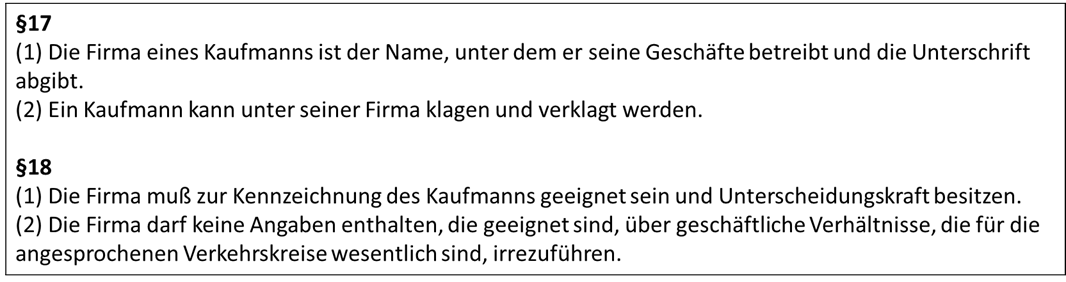 §17
(1) Die Firma eines Kaufmanns ist der Name, unter dem er seine Geschäfte betreibt und die Unterschrift
abgibt.
(2) Ein Kaufmann kann unter seiner Firma klagen und verklagt werden.
§18
(1) Die Firma muß zur Kennzeichnung des Kaufmanns geeignet sein und Unterscheidungskraft besitzen.
(2) Die Firma darf keine Angaben enthalten, die geeignet sind, über geschäftliche Verhältnisse, die für die
angesprochenen Verkehrskreise wesentlich sind, irrezuführen.